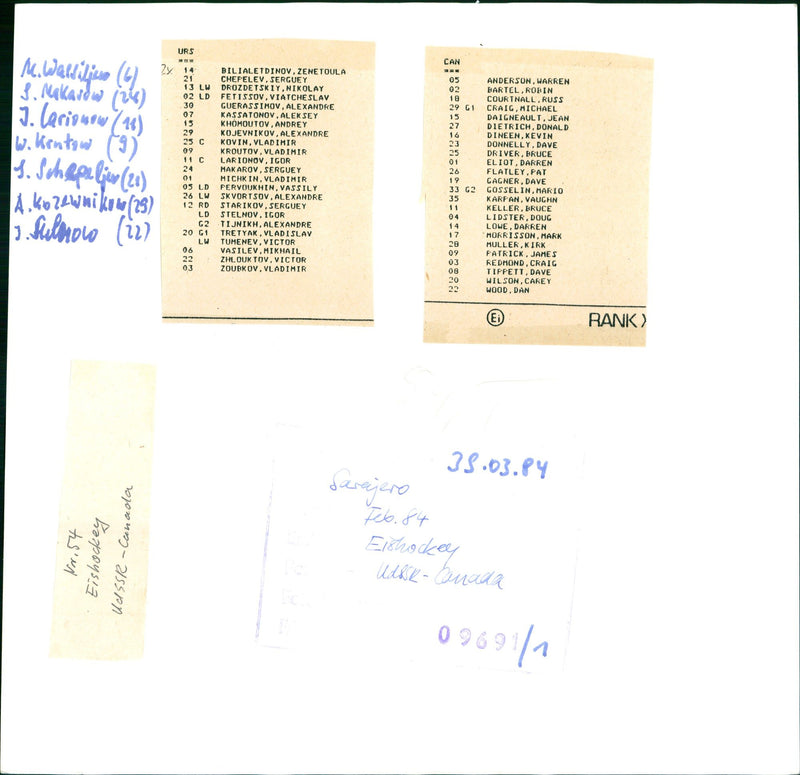 M. Wassiljew (6)
S. Makarow (24)
I. Larionow (11)
W. Krutow (9)
S. Schepeljew (21)
A. Kozewnikow (29)
(22)
2x
URS
===
14 BILIALETDINOV,ZENETOULA
21 CHEPELEV,SERGUEY
13 LW DROZDETSKIY,NIKOLAY
02 LD FETISSOV,VIATCHESLAV
30 GUERASSIMOV,ALEXANDRE
07 KASSATONOV,ALEKSEY
15 KHOMOUTOV,ANDREY
29 KOJEVNIKOV,ALEXANDRE
25 C KOVIN,VLADIMIR
09 KROUTOV,VLADIMIR
11 C LARIONOV,IGOR
24 MAKAROV,SERGUEY
01 MICHKIN,VLADIMIR
05 LD PERVOUKHIN,VASSILY
26 LW SKVORTSOV,ALEXANDRE
12 RD STARIKOV,SERGUEY
LD STELNOV,IGOR
G2 TIJNIKH,ALEXANDRE
20 G1 TRETYAK,VLADISLAV
LW TUMENEV,VICTOR
06 VASILEV,MIKHAIL
22 ZHLOUKTOV,VICTOR
03 ZOUBKOV,VLADIMIR
CAN
===
05 ANDERSON,WARREN
02 BARTEL,ROBIN
18 COURTNALL,RUSS
29 G1 CRAIG,MICHAEL
15 DAIGNEAULT,JEAN
27 DIETRICH,DONALD
16 DINEEN,KEVIN
23 DONNELLY,DAVE
25 DRIVER,BRUCE
01 ELIOT,DARREN
26 FLATLEY,PAT
19 GAGNER,DAVE
33 G2 GOSSELIN,MARIO
35 KARPAN,VAUGHN
11 KELLER,BRUCE
04 LIDSTER,DOUG
14 LOWE,DARREN
17 MORRISSON,MARK
28 MULLER,KIRK
09 PATRICK,JAMES
03 REDMOND,CRAIG
08 TIPPETT,DAVE
20 WILSON,CAREY
22 WOOD,DAN
Ei RANK X
Nr. 54
Eishockey
UdSSR - Canada
39.03.84
Sarajevo
Feb. 84
Eishockey
UdSSR - Canada
09691/1